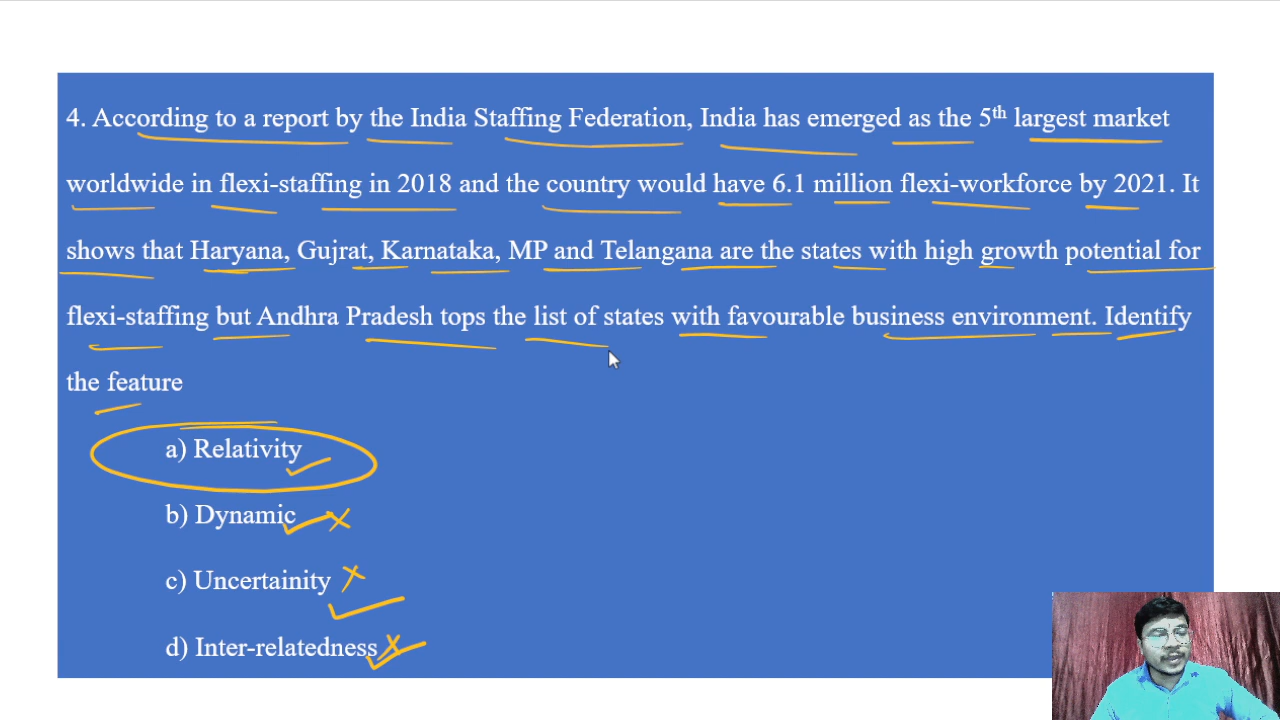 4. According to a report by the India Staffing Federation, India has emerged as the 5th largest market
worldwide in flexi-staffing in 2018 and the country would have 6.1 million flexi-workforce by 2021. It
shows that Haryana, Gujrat, Karnataka, MP and Telangana are the states with high growth potential for
flexi-staffing but Andhra Pradesh tops the list of states with favourable business environment. Identify
the feature
a) Relativity
b) Dynamic
c) Uncertainity
d) Inter-relatedness